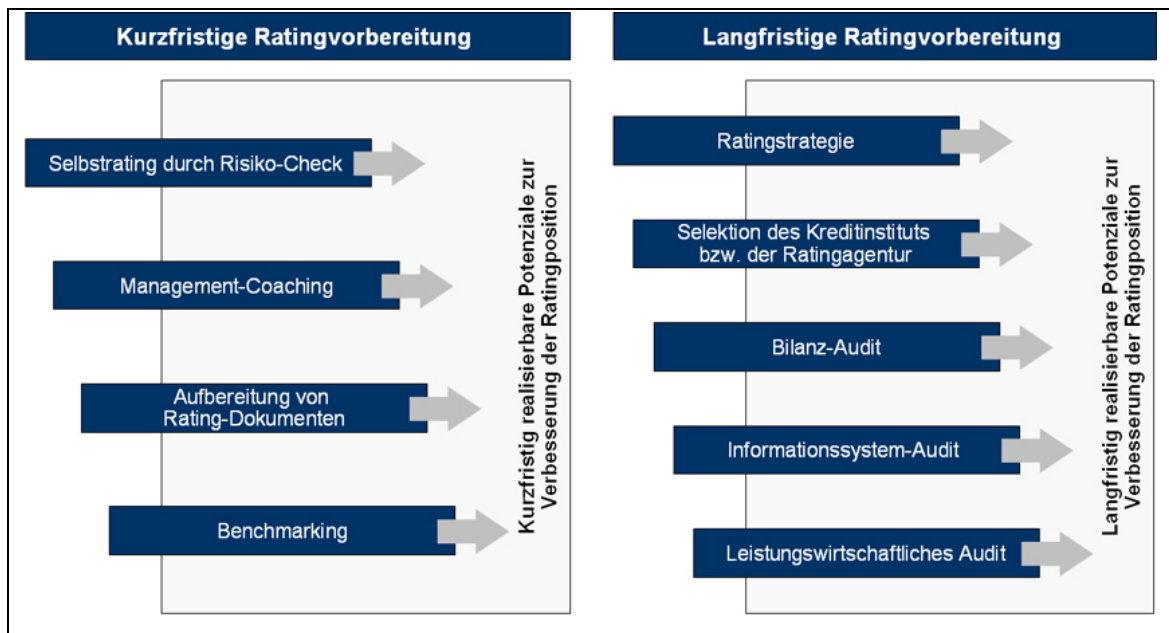 Kurzfristige Ratingvorbereitung
Selbstrating durch Risiko-Check
Management-Coaching
Aufbereitung von
Rating-Dokumenten
Benchmarking
Kurzfristig realisierbare Potenziale zur
Verbesserung der Ratingposition
Langfristige Ratingvorbereitung
Ratingstrategie
Selektion des Kreditinstituts
bzw. der Ratingagentur
Bilanz-Audit
Informationssystem-Audit
Leistungswirtschaftliches Audit
Langfristig realisierbare Potenziale zur
Verbesserung der Ratingposition